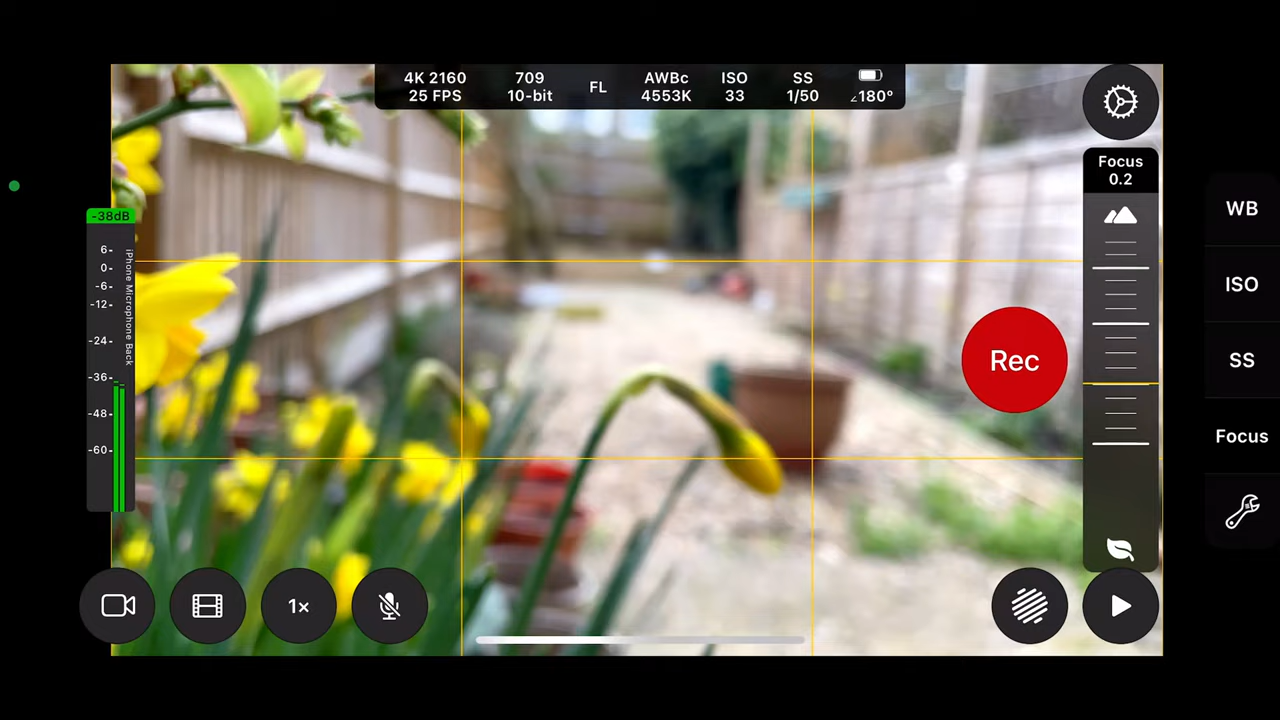 4K 2160
25 FPS
709
10-bit
FL
AWBc
4553K
ISO
33
SS
1/50
∠180°
Focus
0.2
-38dB
6-
0-
-6-
-12-
-24-
-36-
-48-
-60-
iPhone Microphone Back
Rec
WB
ISO
SS
Focus
1x